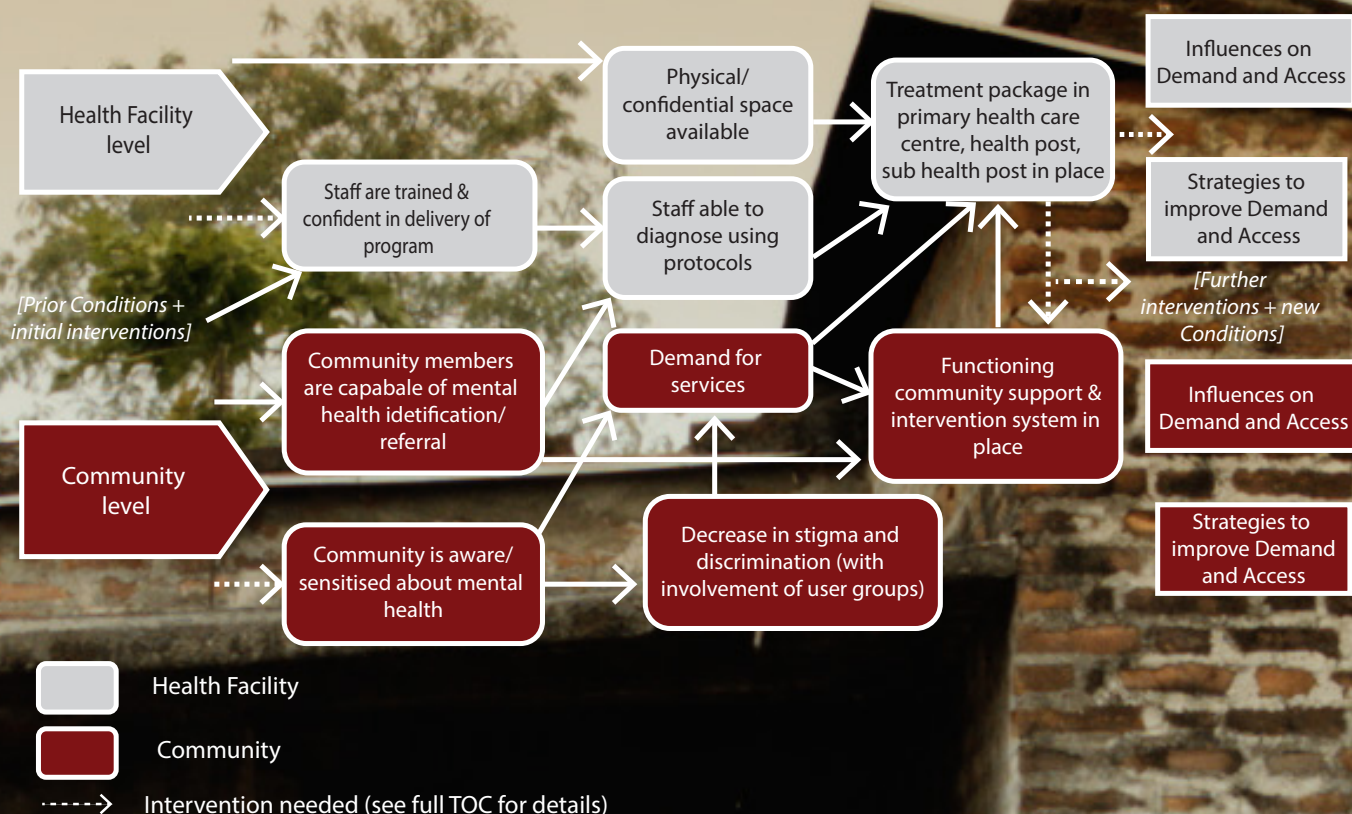 Health Facility
level
Staff are trained &
confident in delivery of
program
[Prior Conditions +
initial interventions]
Physical/
confidential space
available
Staff able to
diagnose using
protocols
Treatment package in
primary health care
centre, health post,
sub health post in place
Influences on
Demand and Access
Strategies to
improve Demand
and Access
[Further
interventions + new
Conditions]
Community
level
Community members
are capabale of mental
health idetification/
referral
Community is aware/
sensitised about mental
health
Demand for
services
Decrease in stigma and
discrimination (with
involvement of user groups)
Functioning
community support &
intervention system in
place
Influences on
Demand and Access
Strategies to
improve Demand
and Access
Health Facility
Community
Intervention needed (see full TOC for details)